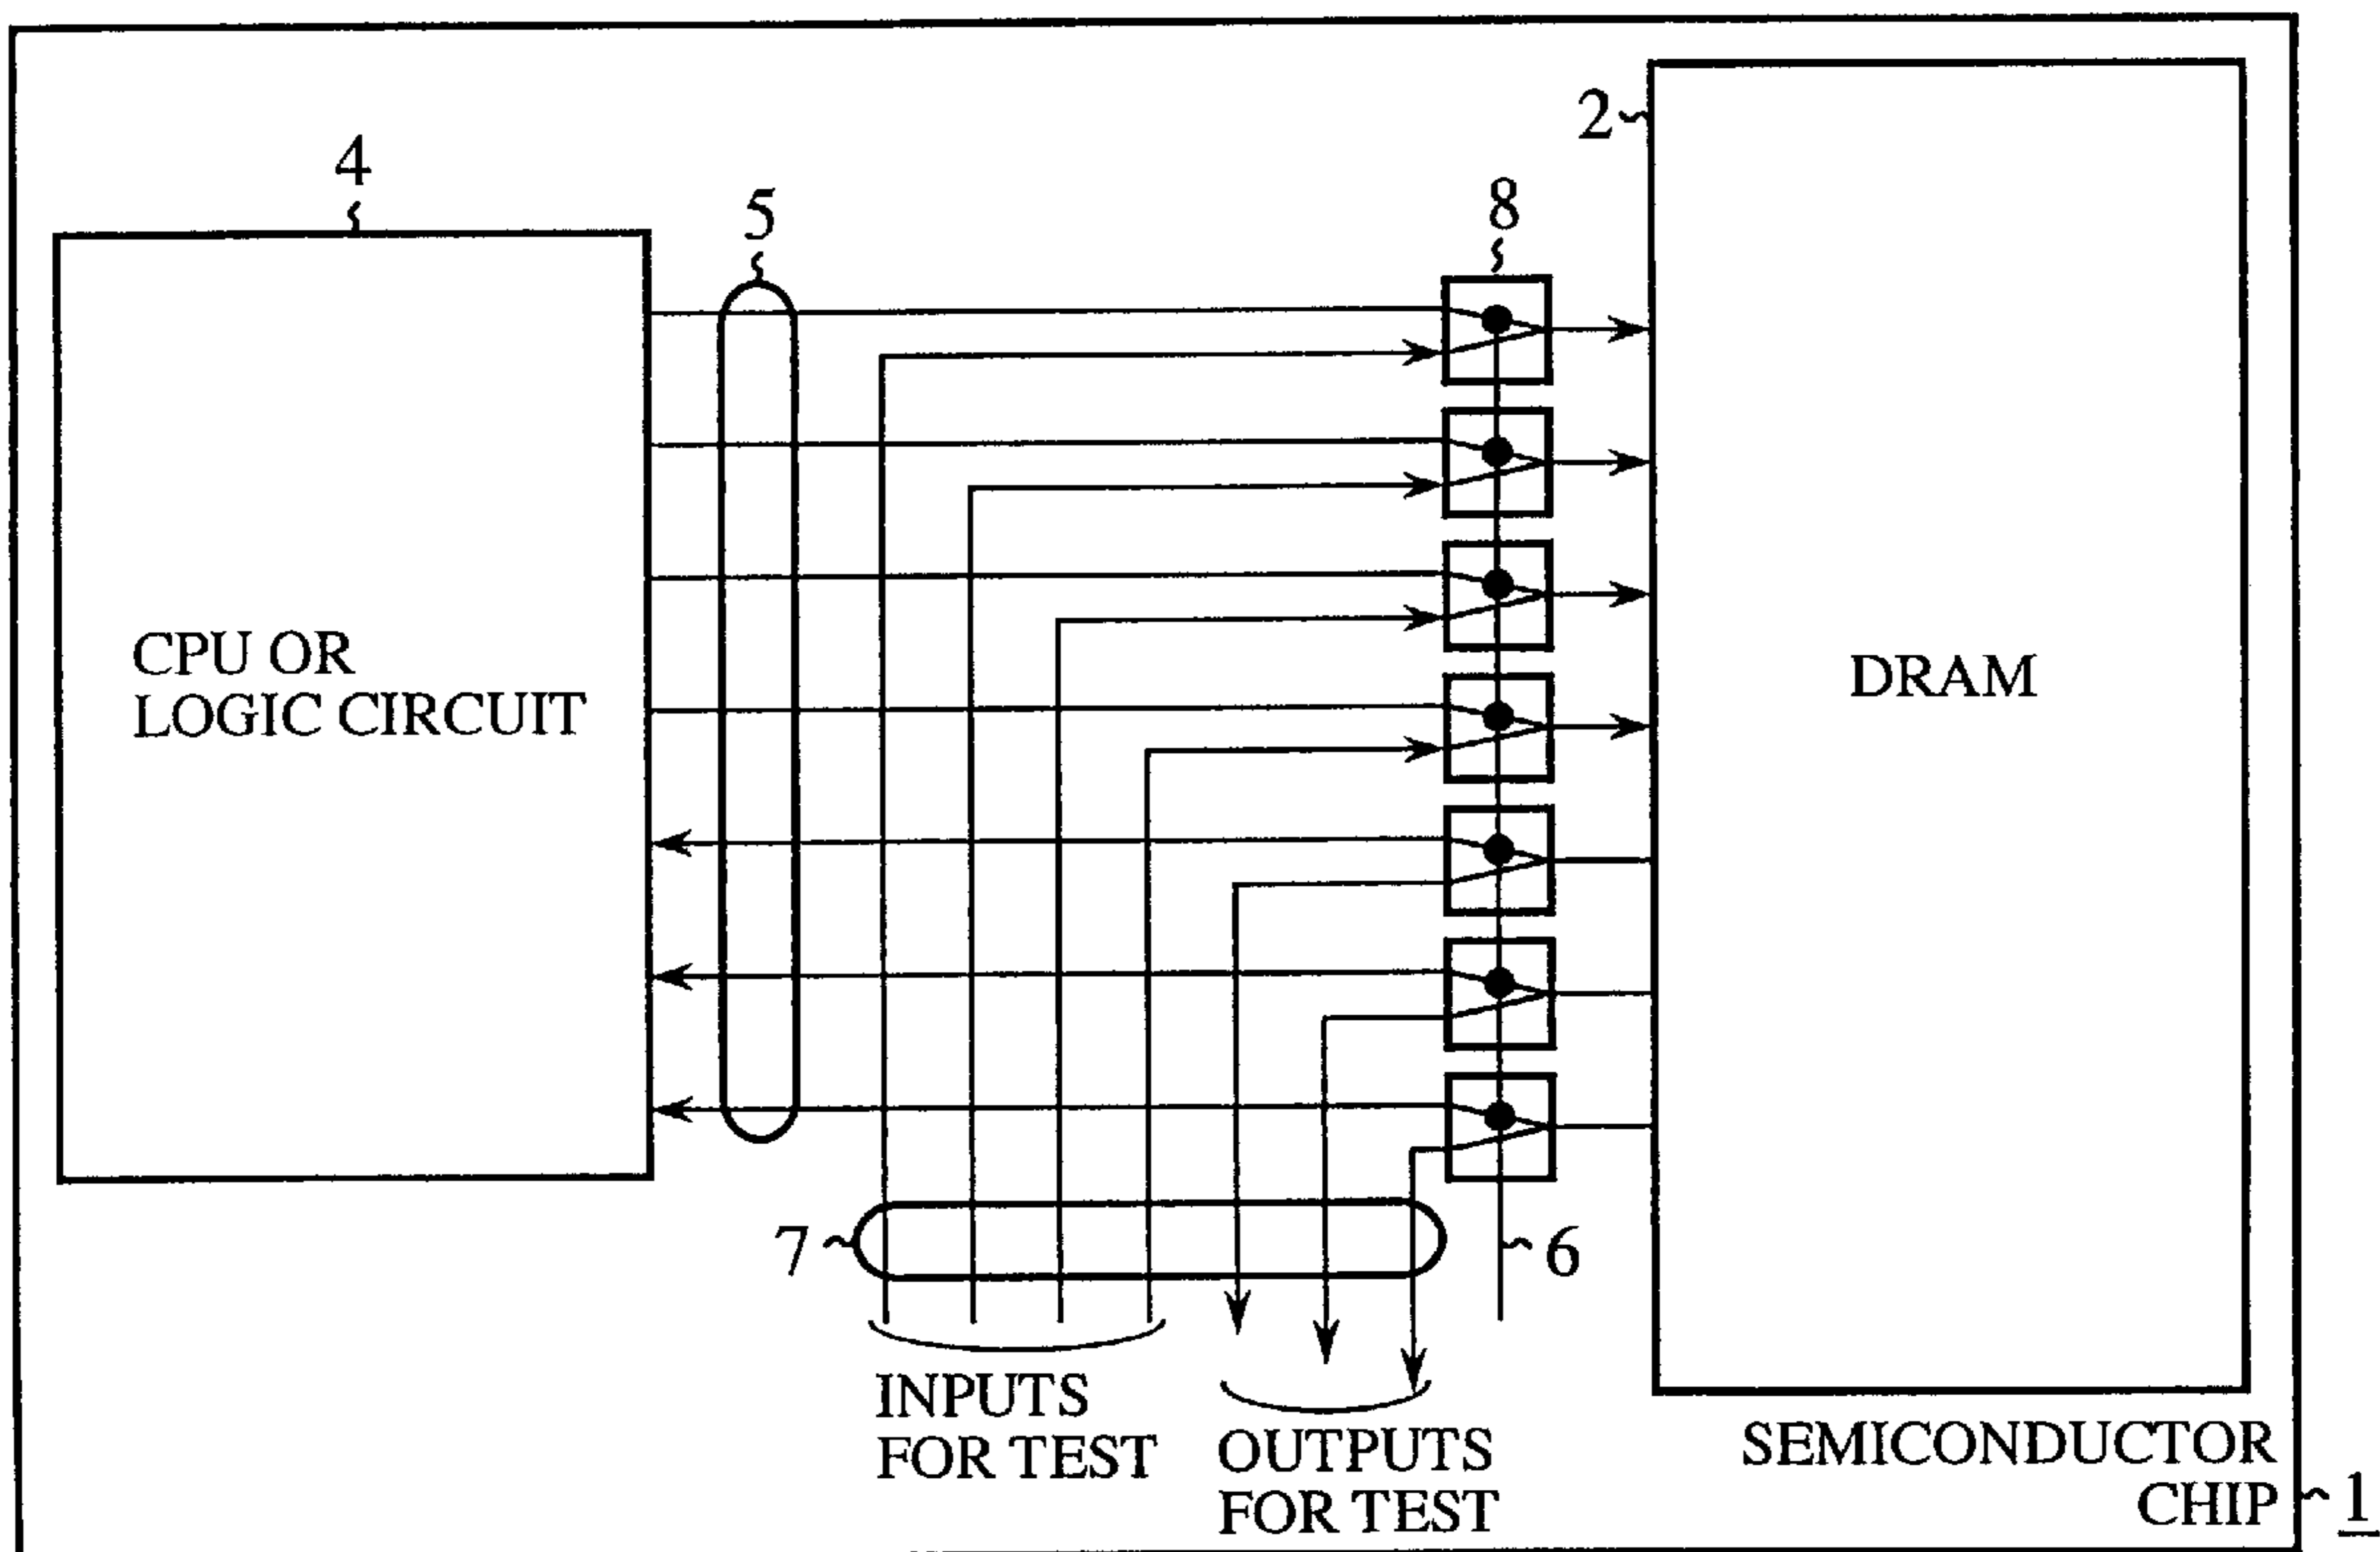 4
5
8
2
CPU OR
LOGIC CIRCUIT
DRAM
7
6
INPUTS
FOR TEST
OUTPUTS
FOR TEST
SEMICONDUCTOR
CHIP
1